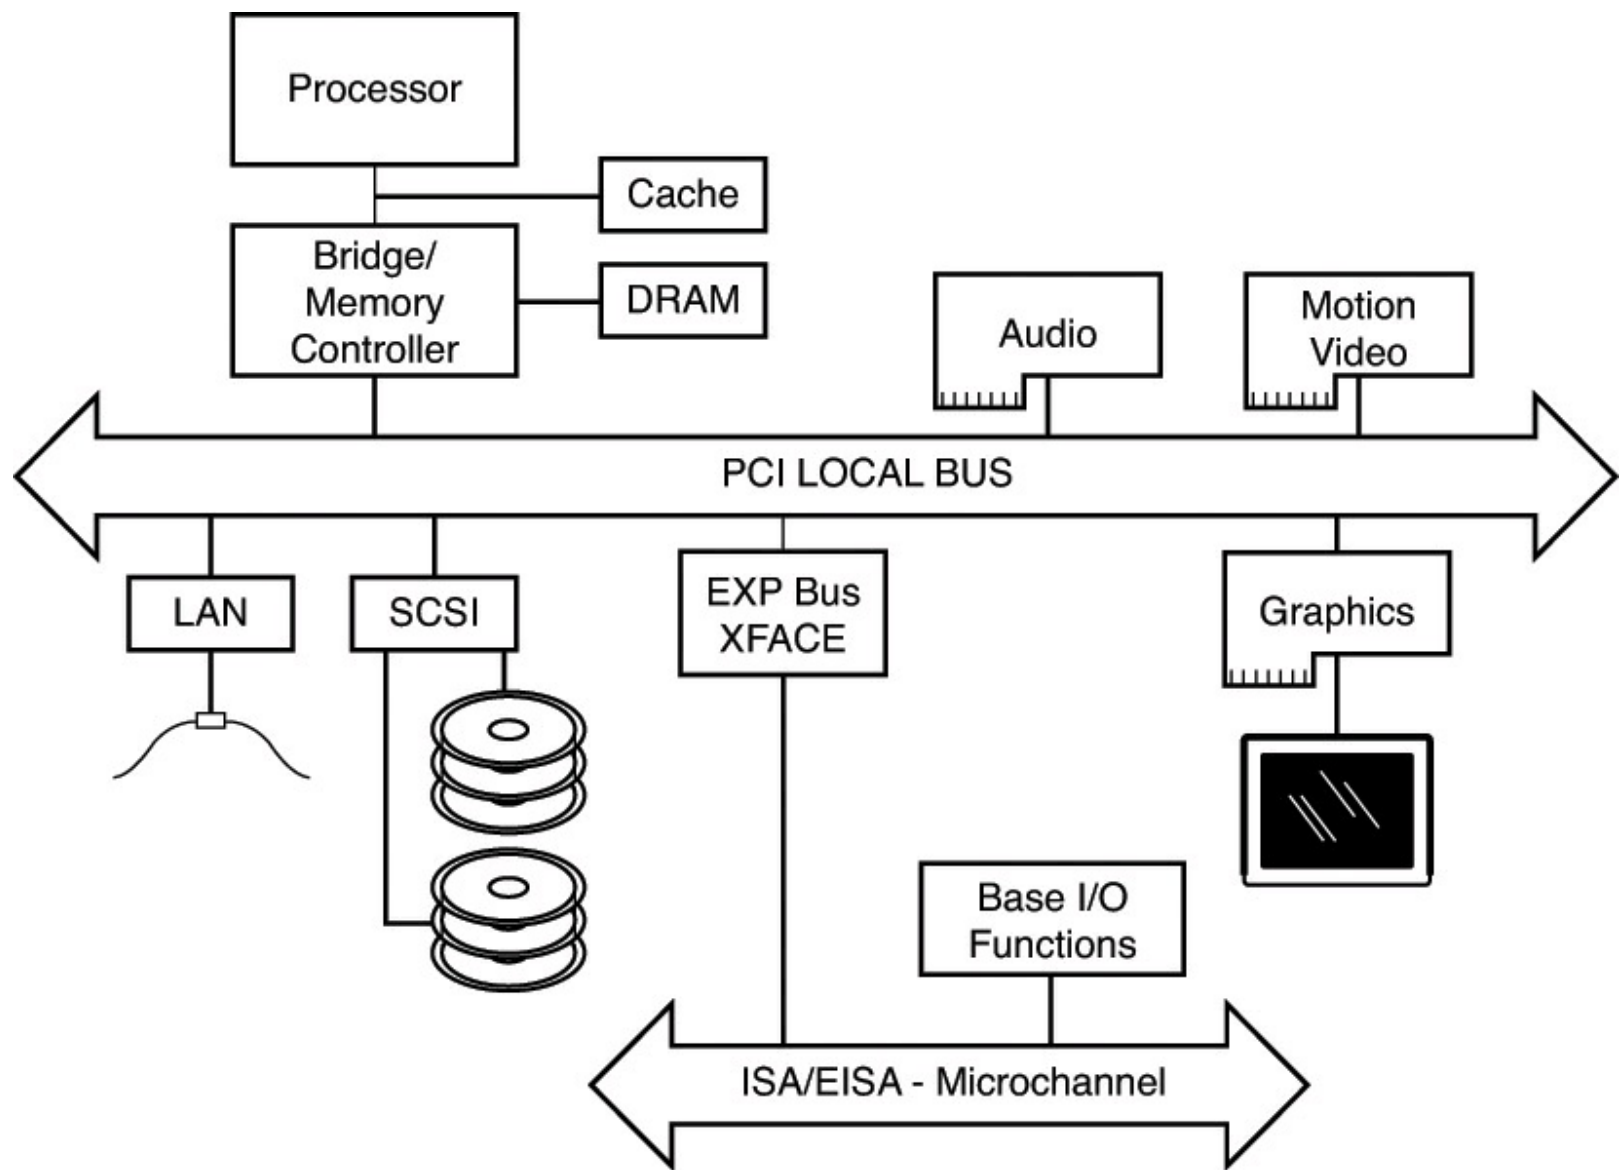 Processor
Cache
Bridge/
Memory
Controller
DRAM
Audio
Motion
Video
PCI LOCAL BUS
LAN
SCSI
EXP Bus
XFACE
Graphics
Base I/O
Functions
ISA/EISA - Microchannel